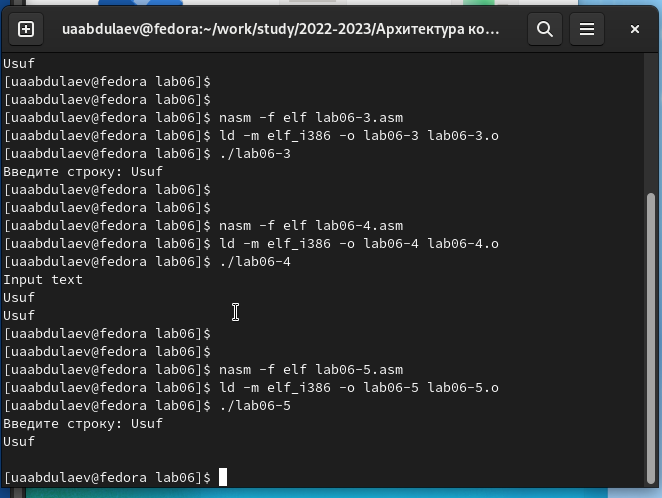 uaabdulaev@fedora:~/work/study/2022-2023/Архитектура ко...
Usuf
[uaabdulaev@fedora lab06]$
[uaabdulaev@fedora lab06]$
[uaabdulaev@fedora lab06]$ nasm -f elf lab06-3.asm
[uaabdulaev@fedora lab06]$ ld -m elf_i386 -o lab06-3 lab06-3.o
[uaabdulaev@fedora lab06]$ ./lab06-3
Введите строку: Usuf
[uaabdulaev@fedora lab06]$
[uaabdulaev@fedora lab06]$
[uaabdulaev@fedora lab06]$ nasm -f elf lab06-4.asm
[uaabdulaev@fedora lab06]$ ld -m elf_i386 -o lab06-4 lab06-4.o
[uaabdulaev@fedora lab06]$ ./lab06-4
Input text
Usuf
Usuf
[uaabdulaev@fedora lab06]$
[uaabdulaev@fedora lab06]$
[uaabdulaev@fedora lab06]$ nasm -f elf lab06-5.asm
[uaabdulaev@fedora lab06]$ ld -m elf_i386 -o lab06-5 lab06-5.o
[uaabdulaev@fedora lab06]$ ./lab06-5
Введите строку: Usuf
Usuf
[uaabdulaev@fedora lab06]$